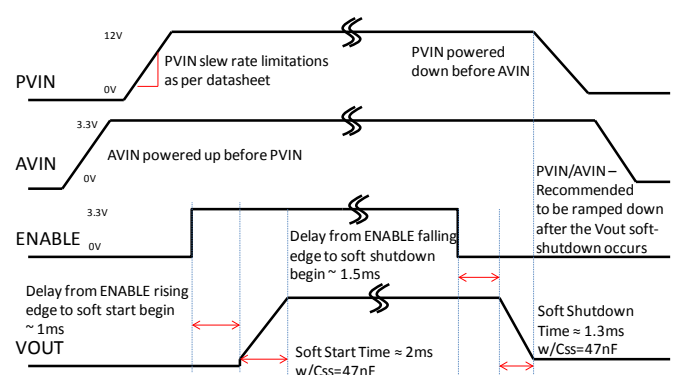 12V
PVIN
0V
PVIN slew rate limitations
as per datasheet
PVIN powered
down before AVIN
3.3V
AVIN
0V
AVIN powered up before PVIN
PVIN/AVIN –
Recommended
to be ramped down
after the Vout soft-
shutdown occurs
3.3V
ENABLE
0V
Delay from ENABLE falling
edge to soft shutdown
begin ~ 1.5ms
Delay from ENABLE rising
edge to soft start begin
~ 1ms
VOUT
Soft Start Time ≈ 2ms
w/Css=47nF
Soft Shutdown
Time ≈ 1.3ms
w/Css=47nF